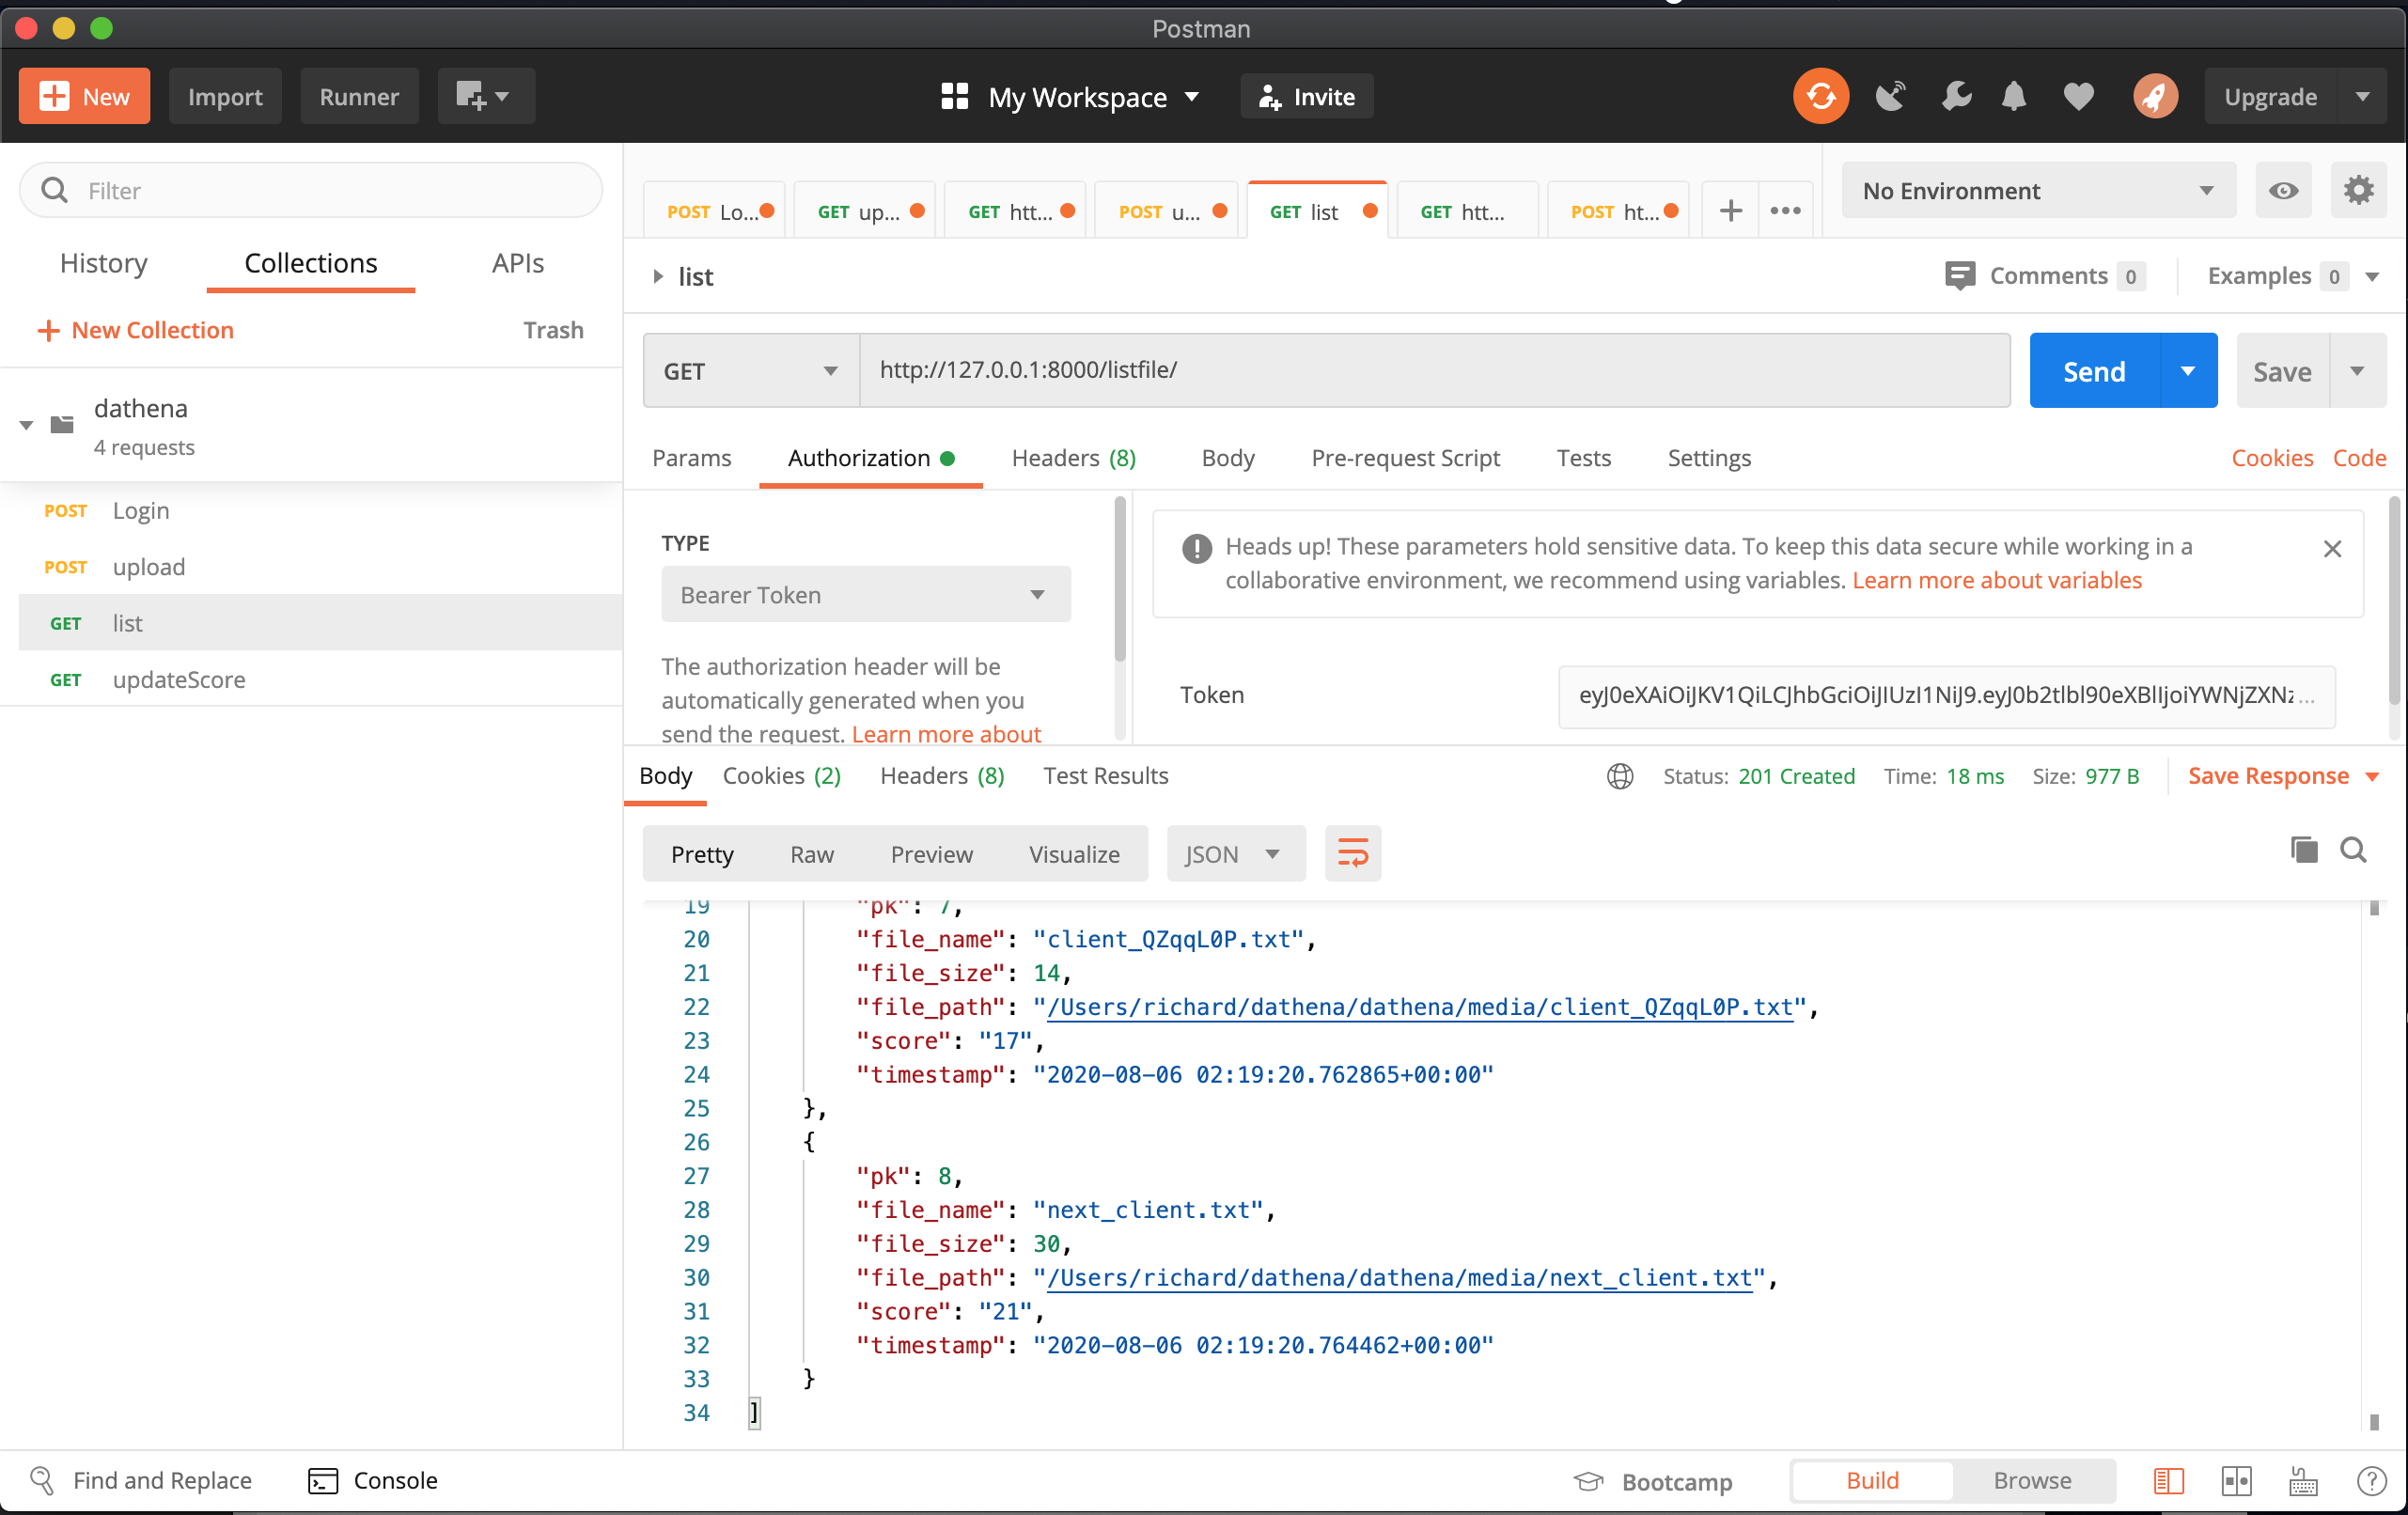 Postman
New Import Runner My Workspace Invite Upgrade
Filter
History Collections APIs
New Collection Trash
dathena
4 requests
POST Login
POST upload
GET list
GET updateScore
POST Lo... GET up... GET htt... POST u... GET list GET htt... POST ht... + •••
No Environment
list
Comments 0 Examples 0
GET http://127.0.0.1:8000/listfile/ Send Save
Params Authorization Headers (8) Body Pre-request Script Tests Settings Cookies Code
TYPE
Bearer Token
The authorization header will be
automatically generated when you
send the request. Learn more about
Heads up! These parameters hold sensitive data. To keep this data secure while working in a
collaborative environment, we recommend using variables. Learn more about variables
Token eyJ0eXAiOiJKV1QiLCJhbGciOiJIUzI1NiJ9.eyJ0b2tlbl90eXBlIjoiYWNjZXNz...
Body Cookies (2) Headers (8) Test Results Status: 201 Created Time: 18 ms Size: 977 B Save Response
Pretty Raw Preview Visualize JSON
19 "pk": 7,
20 "file_name": "client_QZqqL0P.txt",
21 "file_size": 14,
22 "file_path": "/Users/richard/dathena/dathena/media/client_QZqqL0P.txt",
23 "score": "17",
24 "timestamp": "2020-08-06 02:19:20.762865+00:00"
25 },
26 {
27 "pk": 8,
28 "file_name": "next_client.txt",
29 "file_size": 30,
30 "file_path": "/Users/richard/dathena/dathena/media/next_client.txt",
31 "score": "21",
32 "timestamp": "2020-08-06 02:19:20.764462+00:00"
33 }
34 ]
Find and Replace Console Bootcamp Build Browse